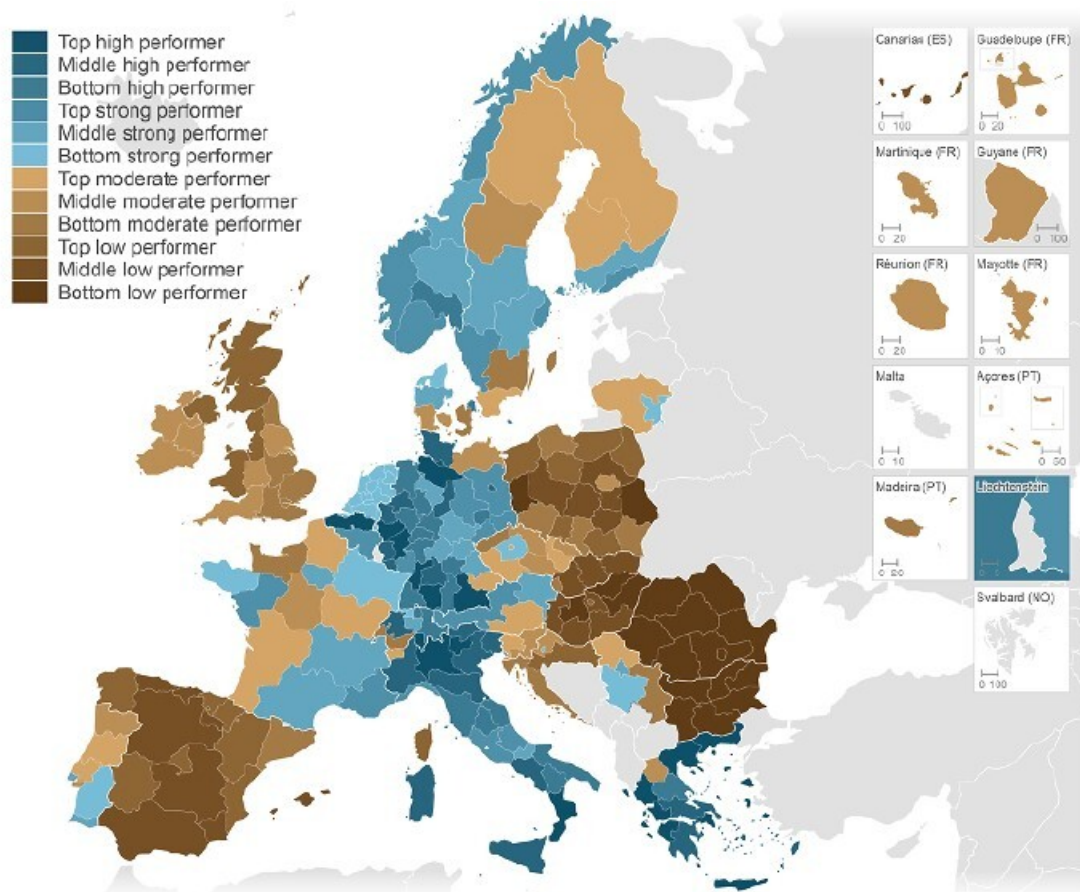 Top high performer
Middle high performer
Bottom high performer
Top strong performer
Middle strong performer
Bottom strong performer
Top moderate performer
Middle moderate performer
Bottom moderate performer
Top low performer
Middle low performer
Bottom low performer
Canarias (ES)
0 100
Guadeloupe (FR)
0 20
Martinique (FR)
0 20
Guyane (FR)
0 100
Réunion (FR)
0 20
Mayotte (FR)
0 10
Malta
0 10
Açores (PT)
0 50
Madeira (PT)
0 20
Liechtenstein
Svalbard (NO)
0 100